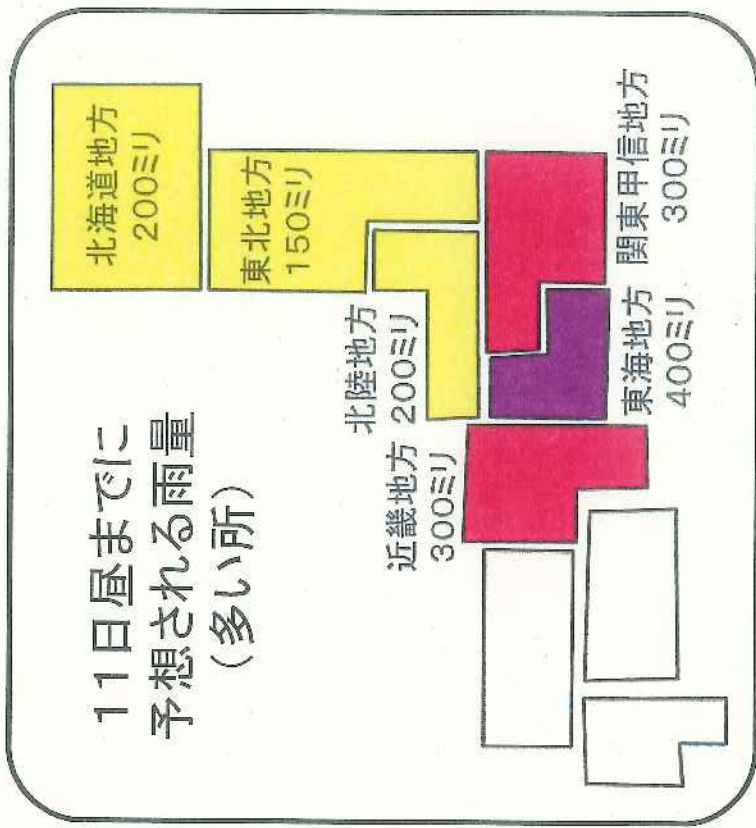 11日昼までに
予想される雨量
（多い所）
北海道地方
200ミリ
東北地方
150ミリ
北陸地方
200ミリ
近畿地方
300ミリ
東海地方
400ミリ
関東甲信地方
300ミリ